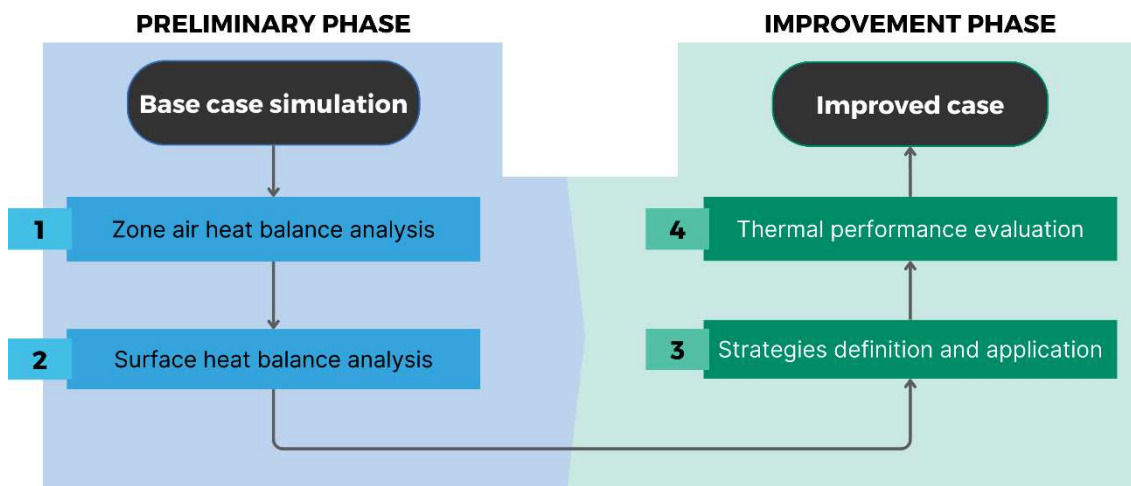 PRELIMINARY PHASE
Base case simulation
1 Zone air heat balance analysis
2 Surface heat balance analysis
IMPROVEMENT PHASE
Improved case
4 Thermal performance evaluation
3 Strategies definition and application